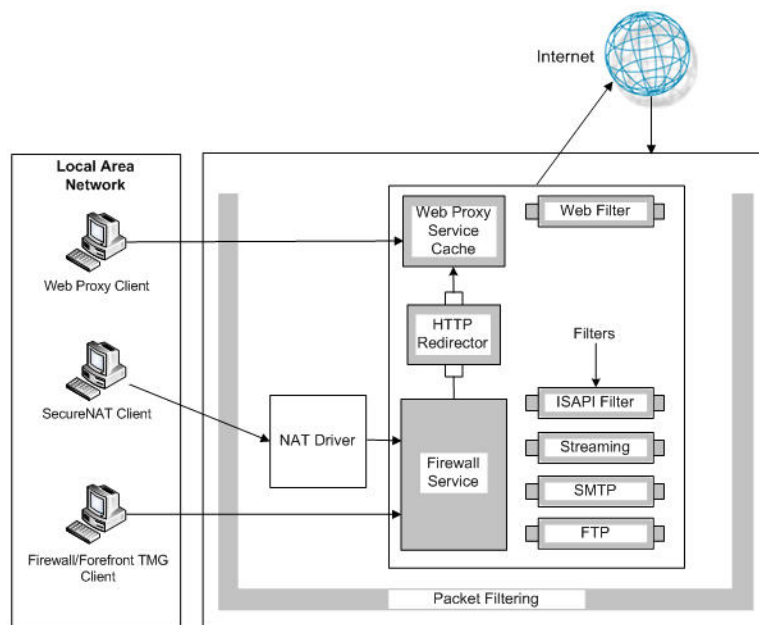 Internet
Local Area
Network
Web Proxy Client
SecureNAT Client
Firewall/Forefront TMG
Client
NAT Driver
Web Proxy
Service
Cache
HTTP
Redirector
Firewall
Service
Web Filter
Filters
ISAPI Filter
Streaming
SMTP
FTP
Packet Filtering